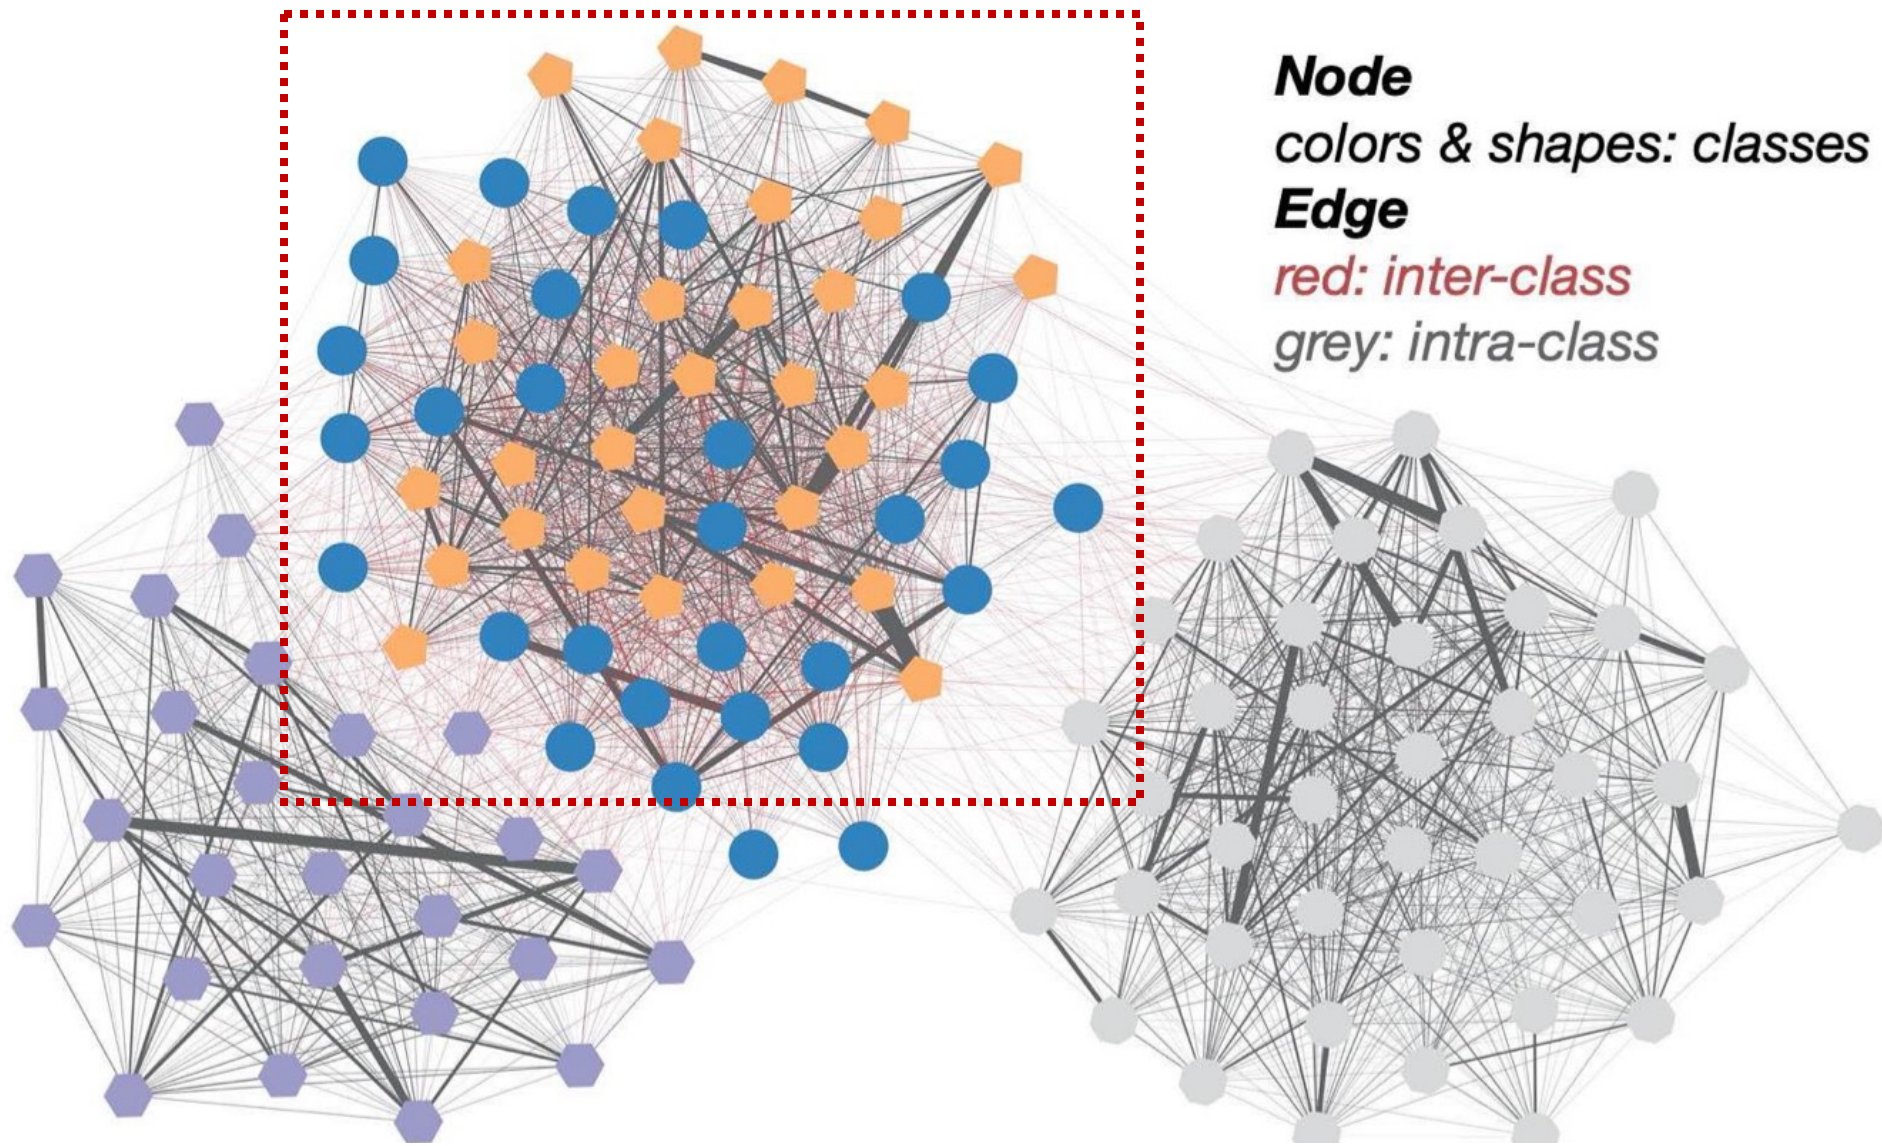 Node
colors & shapes: classes
Edge
red: inter-class
grey: intra-class